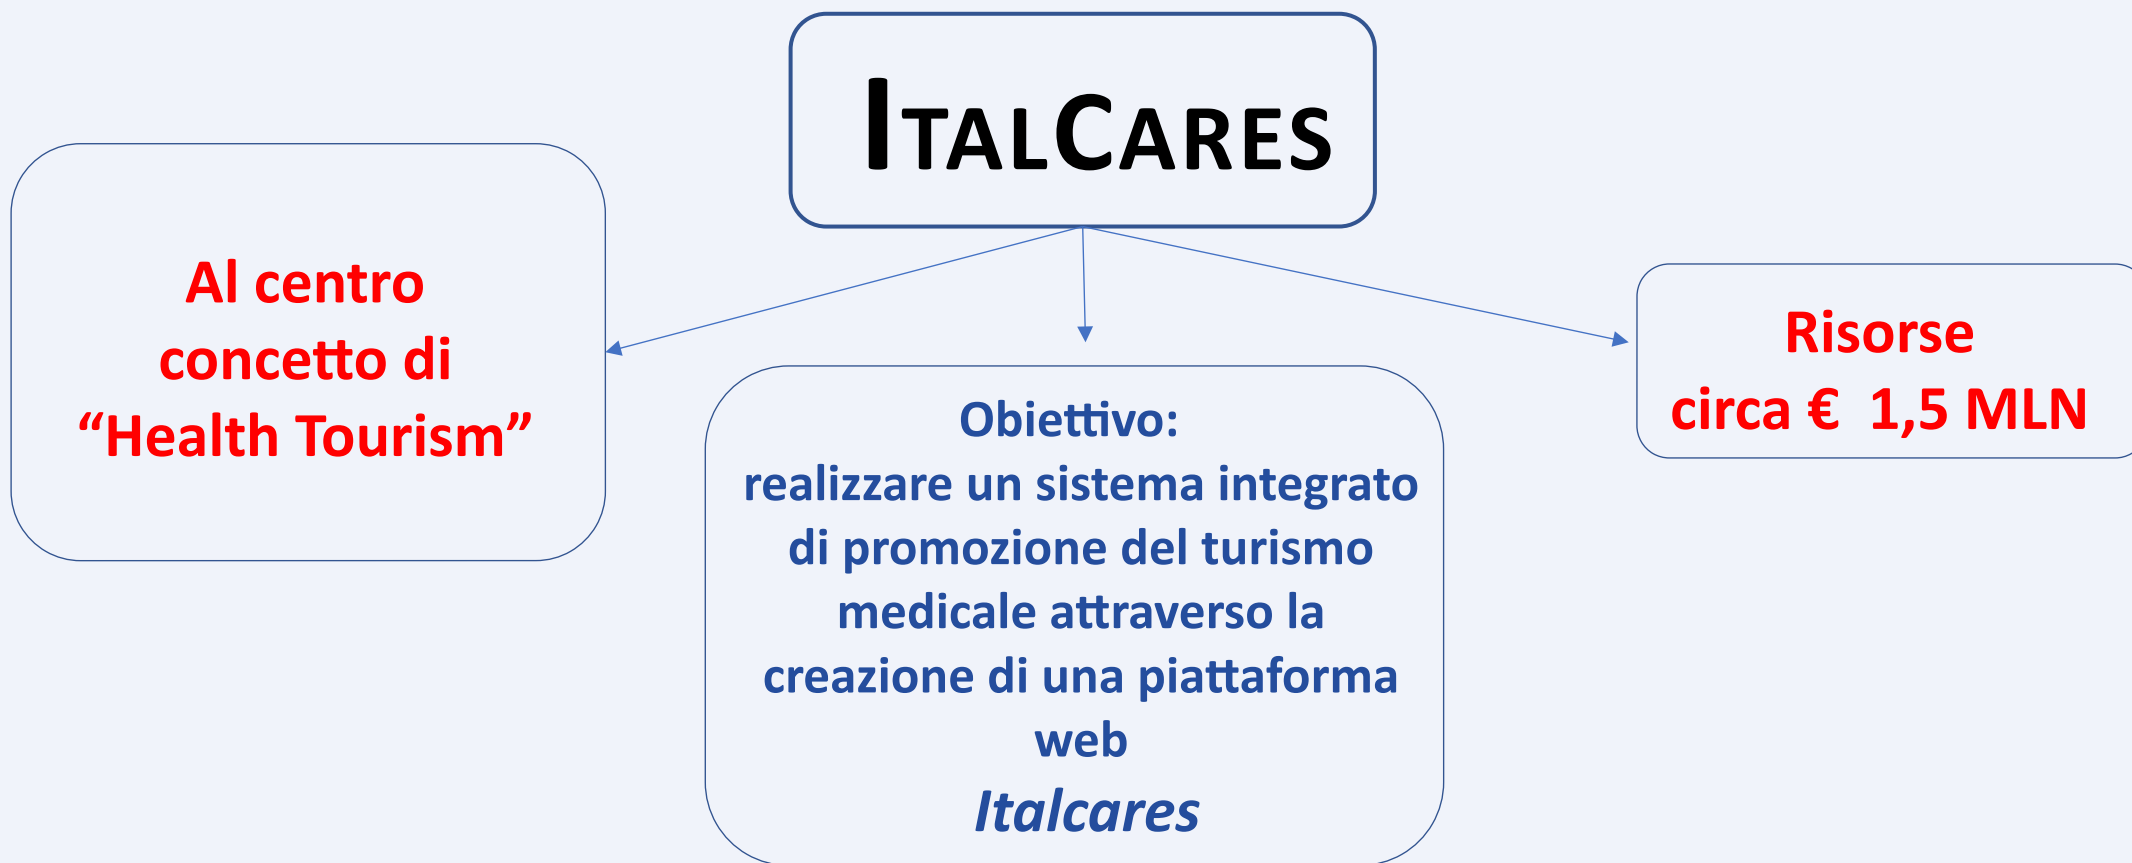 ITALCARES
Al centro
concetto di
“Health Tourism”
Obiettivo:
realizzare un sistema integrato
di promozione del turismo
medicale attraverso la
creazione di una piattaforma
web
Italcares
Risorse
circa € 1,5 MLN